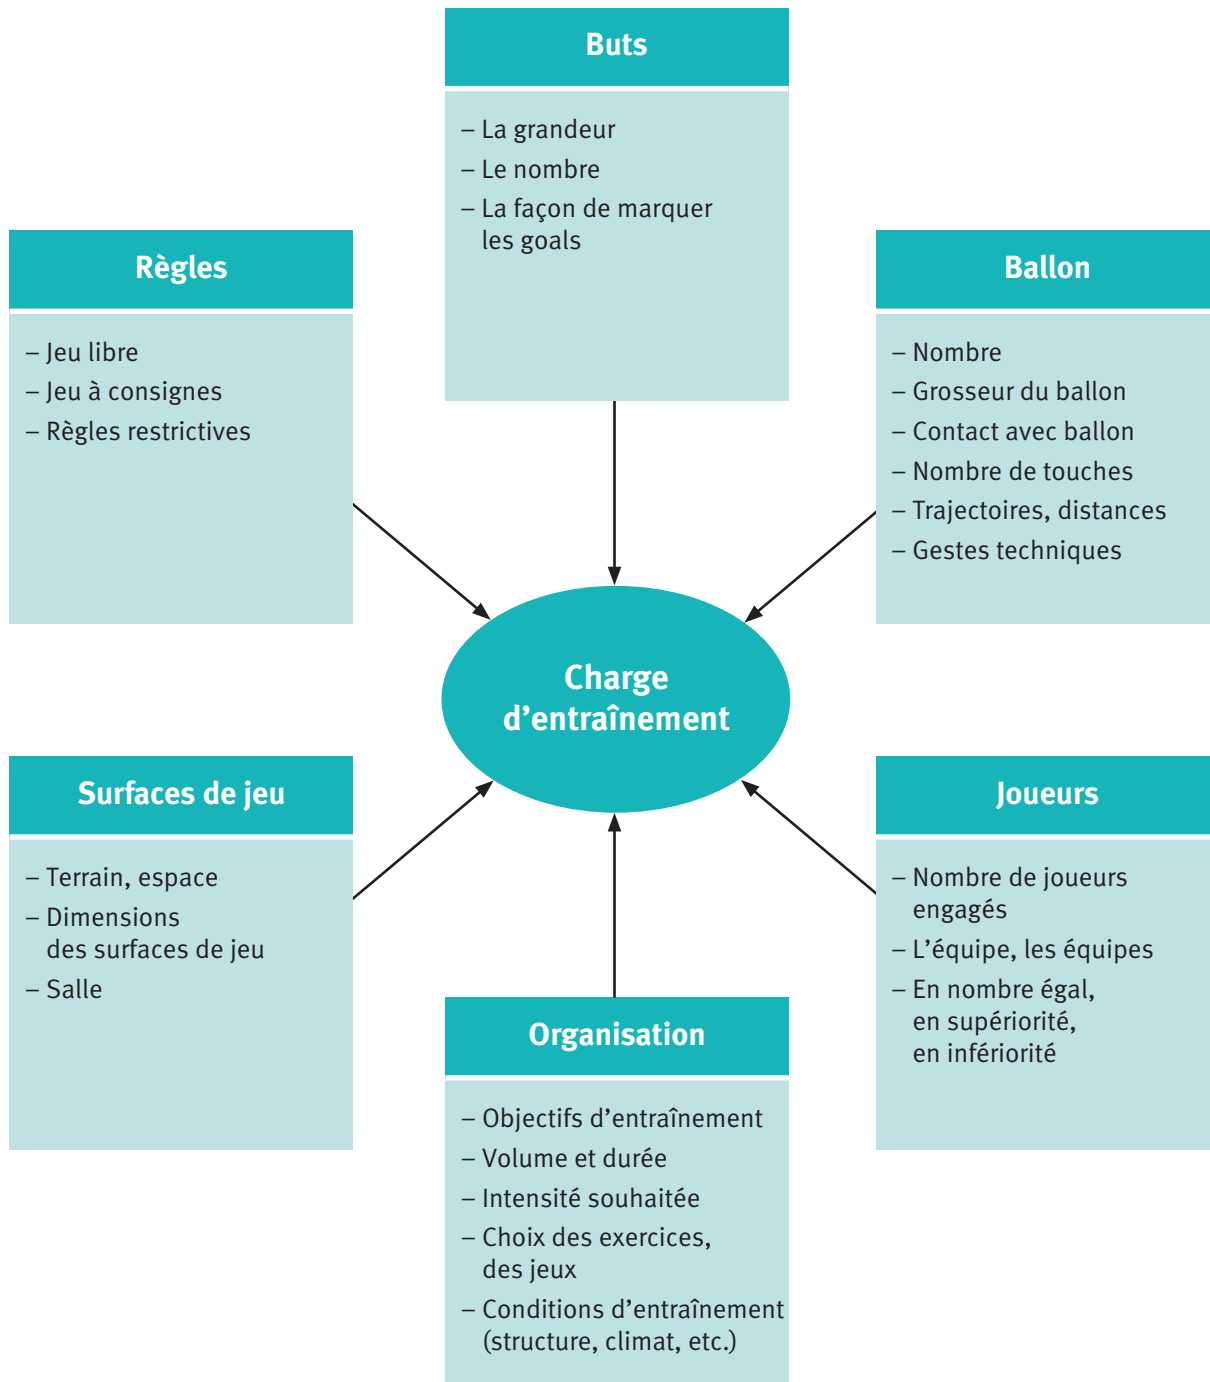 Buts
– La grandeur
– Le nombre
– La façon de marquer
les goals
Règles
– Jeu libre
– Jeu à consignes
– Règles restrictives
Ballon
– Nombre
– Grosseur du ballon
– Contact avec ballon
– Nombre de touches
– Trajectoires, distances
– Gestes techniques
Charge
d’entraînement
Surfaces de jeu
– Terrain, espace
– Dimensions
des surfaces de jeu
– Salle
Joueurs
– Nombre de joueurs
engagés
– L’équipe, les équipes
– En nombre égal,
en supériorité,
en infériorité
Organisation
– Objectifs d’entraînement
– Volume et durée
– Intensité souhaitée
– Choix des exercices,
des jeux
– Conditions d’entraînement
(structure, climat, etc.)